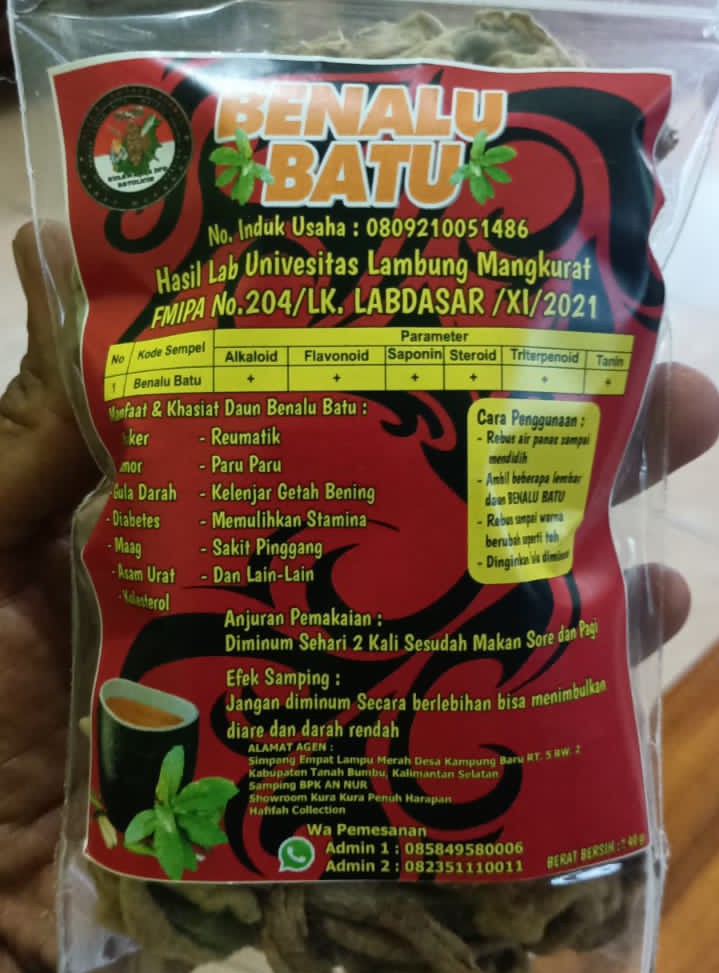 BENALU
BATU
No. Induk Usaha : 0809210051486
Hasil Lab Univesitas Lambung Mangkurat
FMIPA No.204/LK. LABDASAR /XI/2021
No Kode Sempel Parameter
Alkaloid Flavonoid Saponin Steroid Triterpenoid Tanin
1 Benalu Batu + + + + + +
Manfaat & Khasiat Daun Benalu Batu :
- Reumatik
- Paru Paru
- Gula Darah - Kelenjar Getah Bening
- Diabetes - Memulihkan Stamina
- Maag - Sakit Pinggang
- Asam Urat - Dan Lain-Lain
- Kolesterol
Cara Penggunaan :
- Rebus air panas sampai
mendidih
- Ambil beberapa lembar
daun BENALU BATU
- Rebus sampai warna
berubah seperti teh
- Dinginkan lalu diminum
Anjuran Pemakaian :
Diminum Sehari 2 Kali Sesudah Makan Sore dan Pagi
Efek Samping :
Jangan diminum Secara berlebihan bisa menimbulkan
diare dan darah rendah
ALAMAT AGEN :
Simpang Empat Lampu Merah Desa Kampung Baru RT. 5 RW. 2
Kabupaten Tanah Bumbu, Kalimantan Selatan
Samping BPK AN NUR
Showroom Kura Kura Penuh Harapan
Hafifah Collection
Wa Pemesanan
Admin 1 : 085849580006
Admin 2 : 082351110011
BERAT BERSIH :